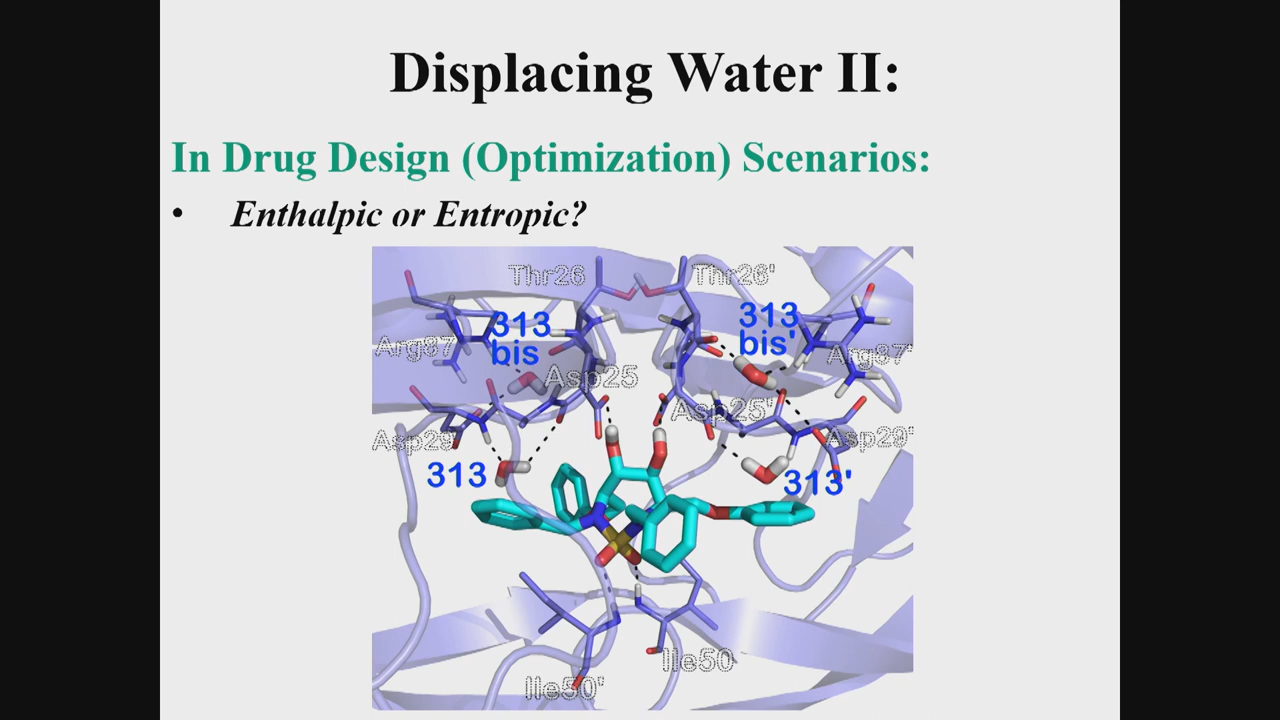 Displacing Water II:
In Drug Design (Optimization) Scenarios:
• Enthalpic or Entropic?
Thr26 Thr26'
313 bis
313 bis'
Arg87 Arg87'
Asp25
Asp25'
Asp29 Asp29'
313 313'
Ile50
Ile50'